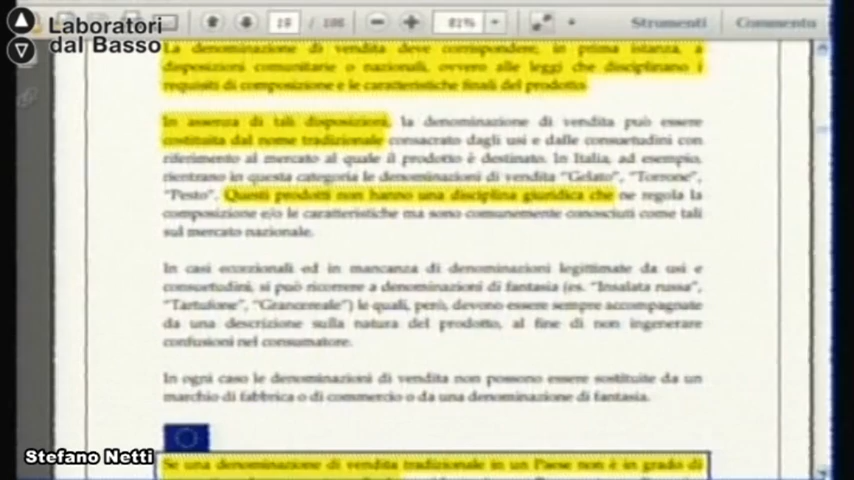 Laboratori
dal Basso
19 / 108
81%
Strumenti
Commento
La denominazione di vendita deve corrispondere, in prima istanza, a
disposizioni comunitarie o nazionali, ovvero alle leggi che disciplinano i
requisiti di composizione e le caratteristiche finali del prodotto
In assenza di tali disposizioni, la denominazione di vendita può essere
costituita dal nome tradizionale consacrato dagli usi e dalle consuetudini con
riferimento al mercato al quale il prodotto è destinato. In Italia, ad esempio,
rientrano in questa categoria le denominazioni di vendita "Gelato", "Torrone",
"Pesto". Questi prodotti non hanno una disciplina giuridica che ne regola la
composizione e/o le caratteristiche ma sono comunemente conosciuti come tali
sul mercato nazionale.
In casi eccezionali ed in mancanza di denominazioni legittimate da usi e
consuetudini, si può ricorrere a denominazioni di fantasia (es. "Insalata russa",
"Tartufone", "Grancereale") le quali, però, devono essere sempre accompagnate
da una descrizione sulla natura del prodotto, al fine di non ingenerare
confusioni nel consumatore.
In ogni caso le denominazioni di vendita non possono essere sostituite da un
marchio di fabbrica o di commercio o da una denominazione di fantasia.
Se una denominazione di vendita tradizionale in un Paese non è in grado di
Stefano Netti